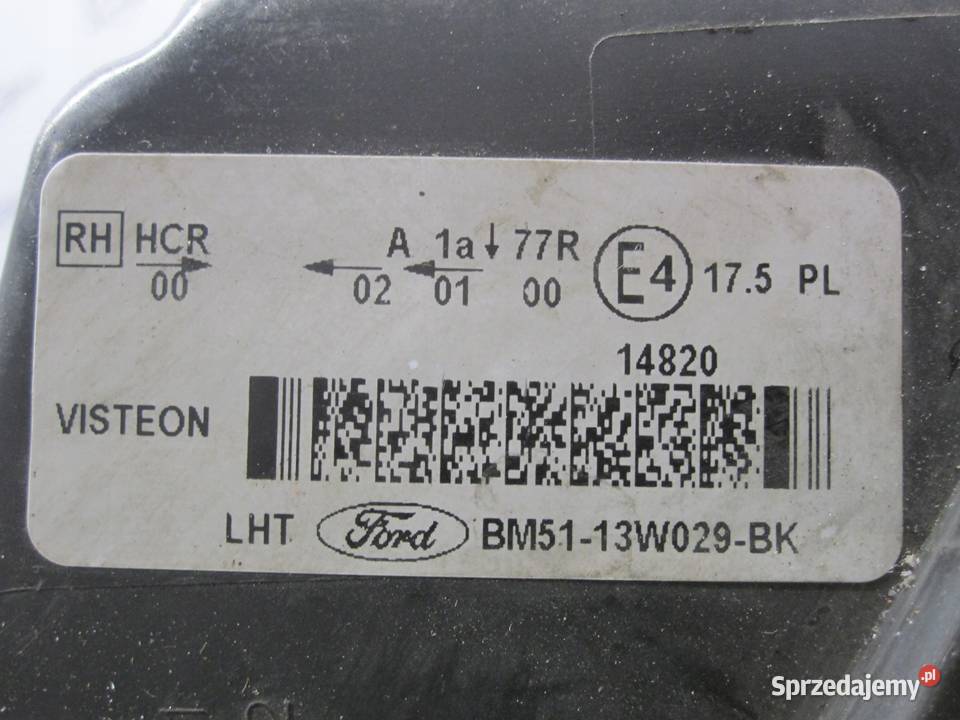 RH HCR A 1a 77R E4 17.5 PL
00 02 01 00
14820
VISTEON
LHT Ford BM51-13W029-BK
Sprzedajemy.pl